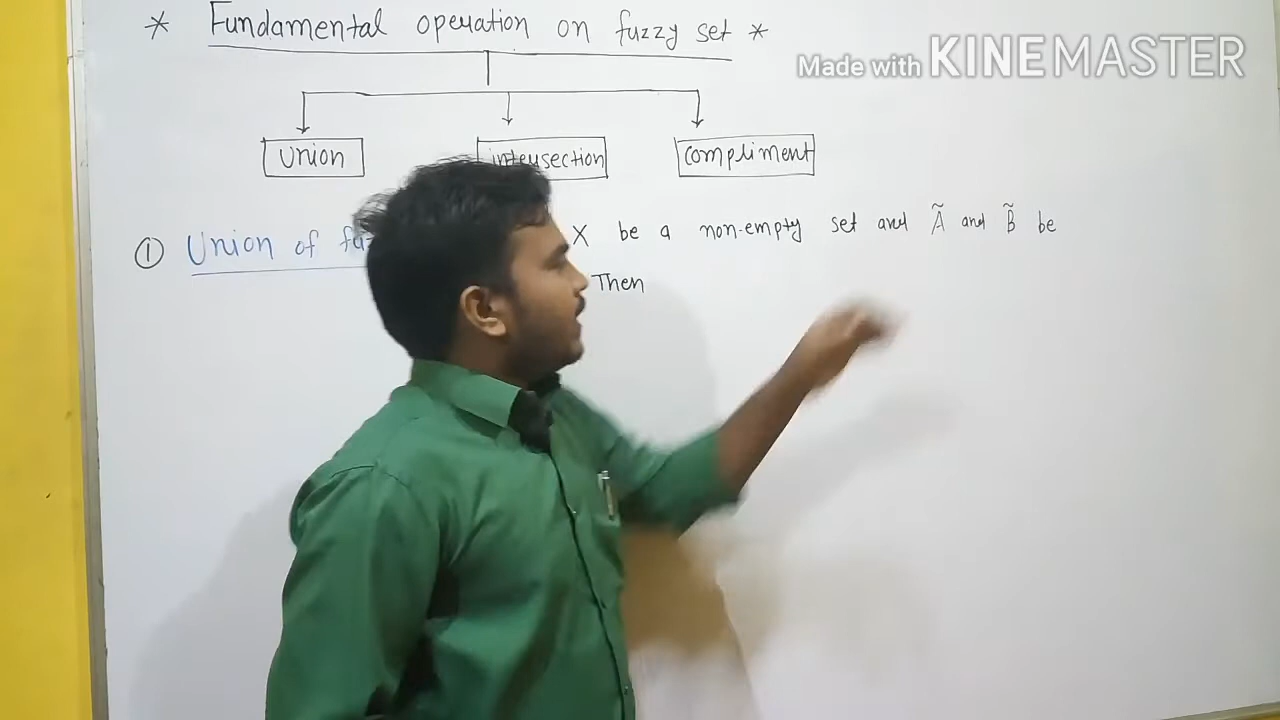 * Fundamental operation on fuzzy set *
Made with KINEMASTER
union intersection compliment
① Union of X be a non-empty set and Ã and B̃ be
Then